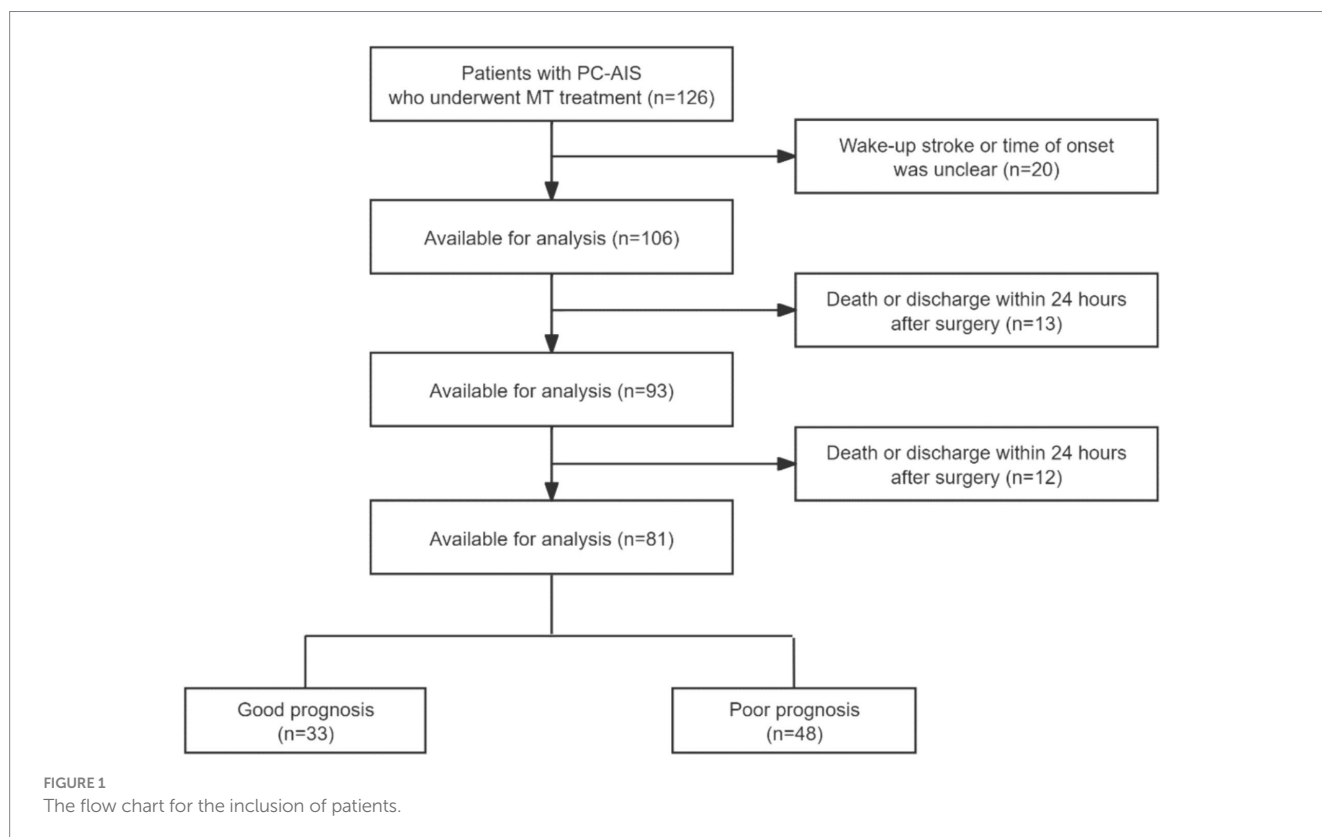 Patients with PC-AIS
who underwent MT treatment (n=126)
Wake-up stroke or time of onset
was unclear (n=20)
Available for analysis (n=106)
Death or discharge within 24 hours
after surgery (n=13)
Available for analysis (n=93)
Death or discharge within 24 hours
after surgery (n=12)
Available for analysis (n=81)
Good prognosis
(n=33)
Poor prognosis
(n=48)
FIGURE 1
The flow chart for the inclusion of patients.